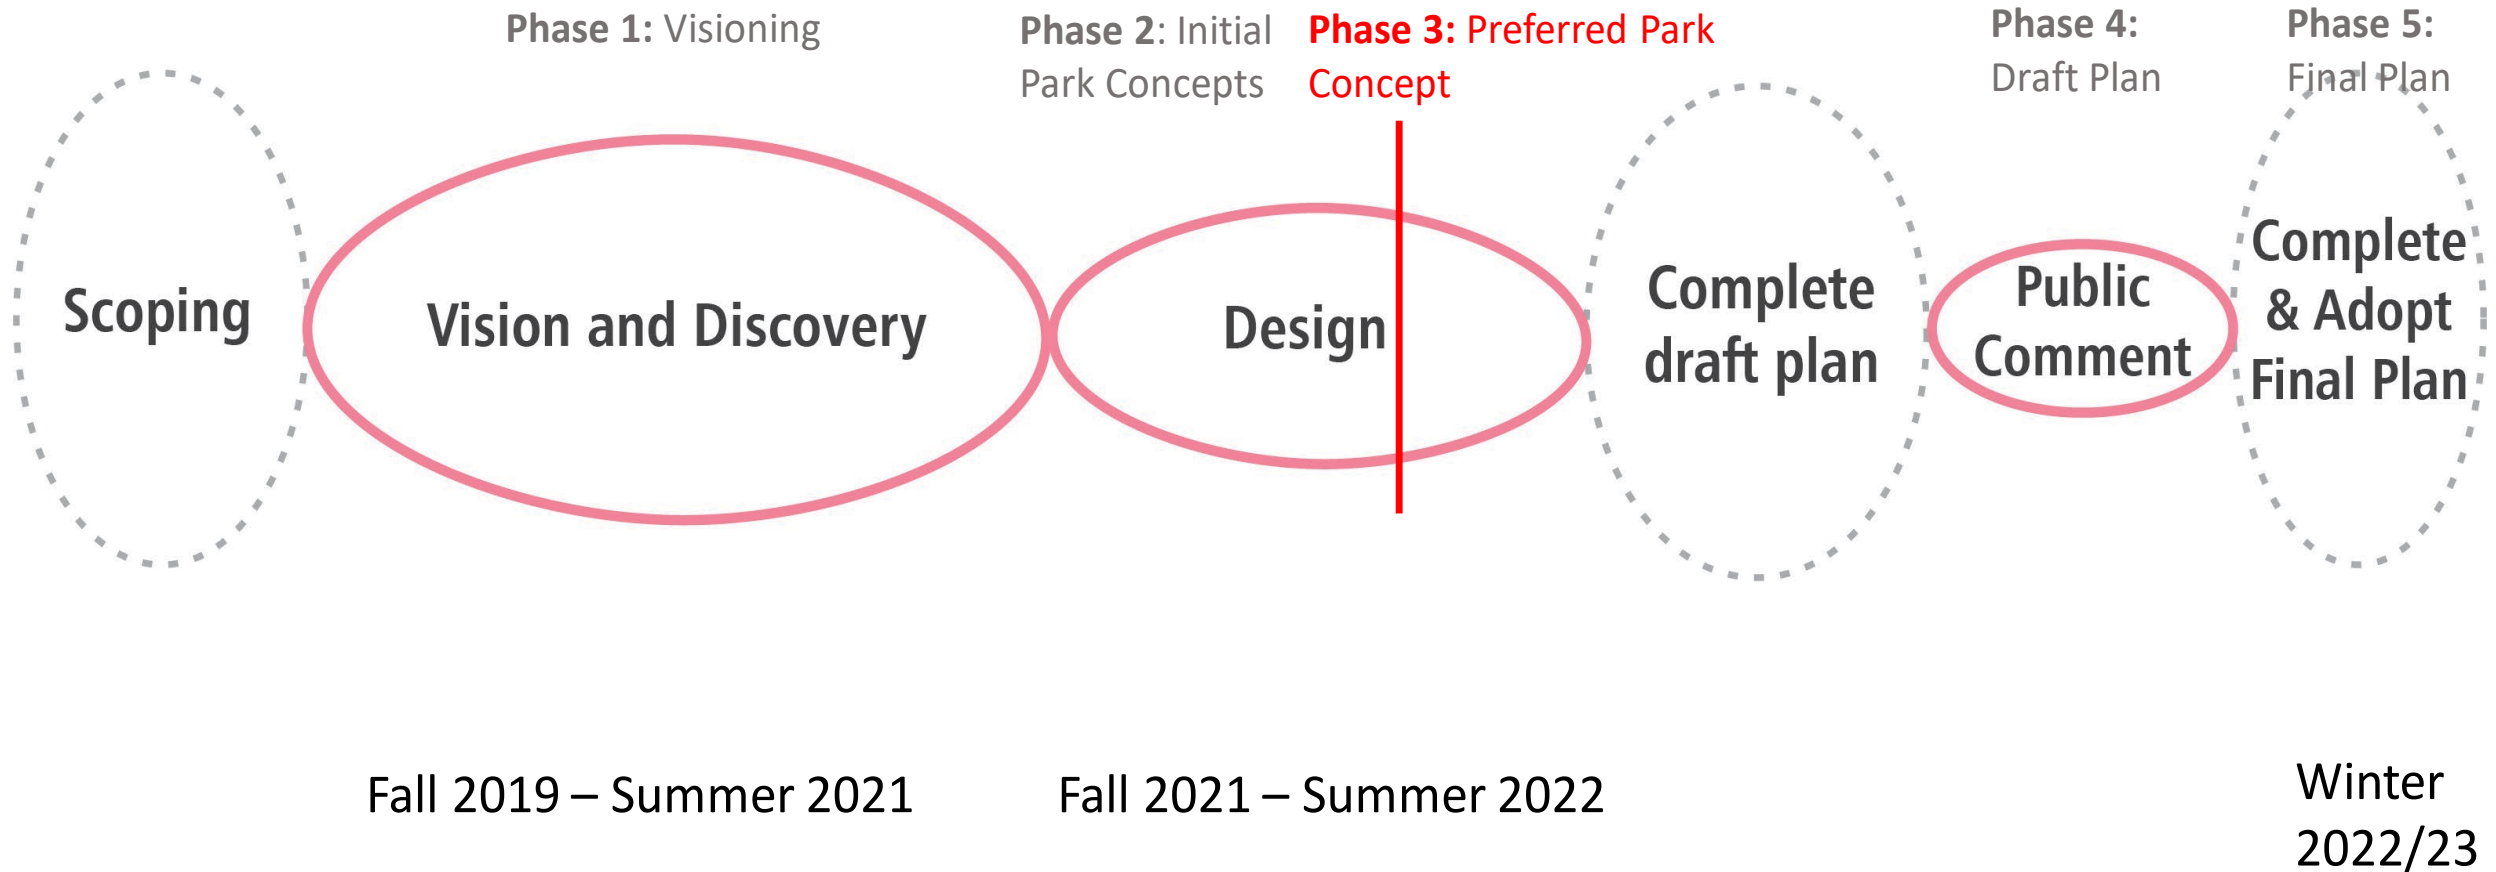 Phase 1: Visioning
Phase 2: Initial
Park Concepts
Phase 3: Preferred Park
Concept
Phase 4:
Draft Plan
Phase 5:
Final Plan
Scoping
Vision and Discovery
Design
Complete
draft plan
Public
Comment
Complete
& Adopt
Final Plan
Fall 2019 – Summer 2021
Fall 2021 – Summer 2022
Winter
2022/23